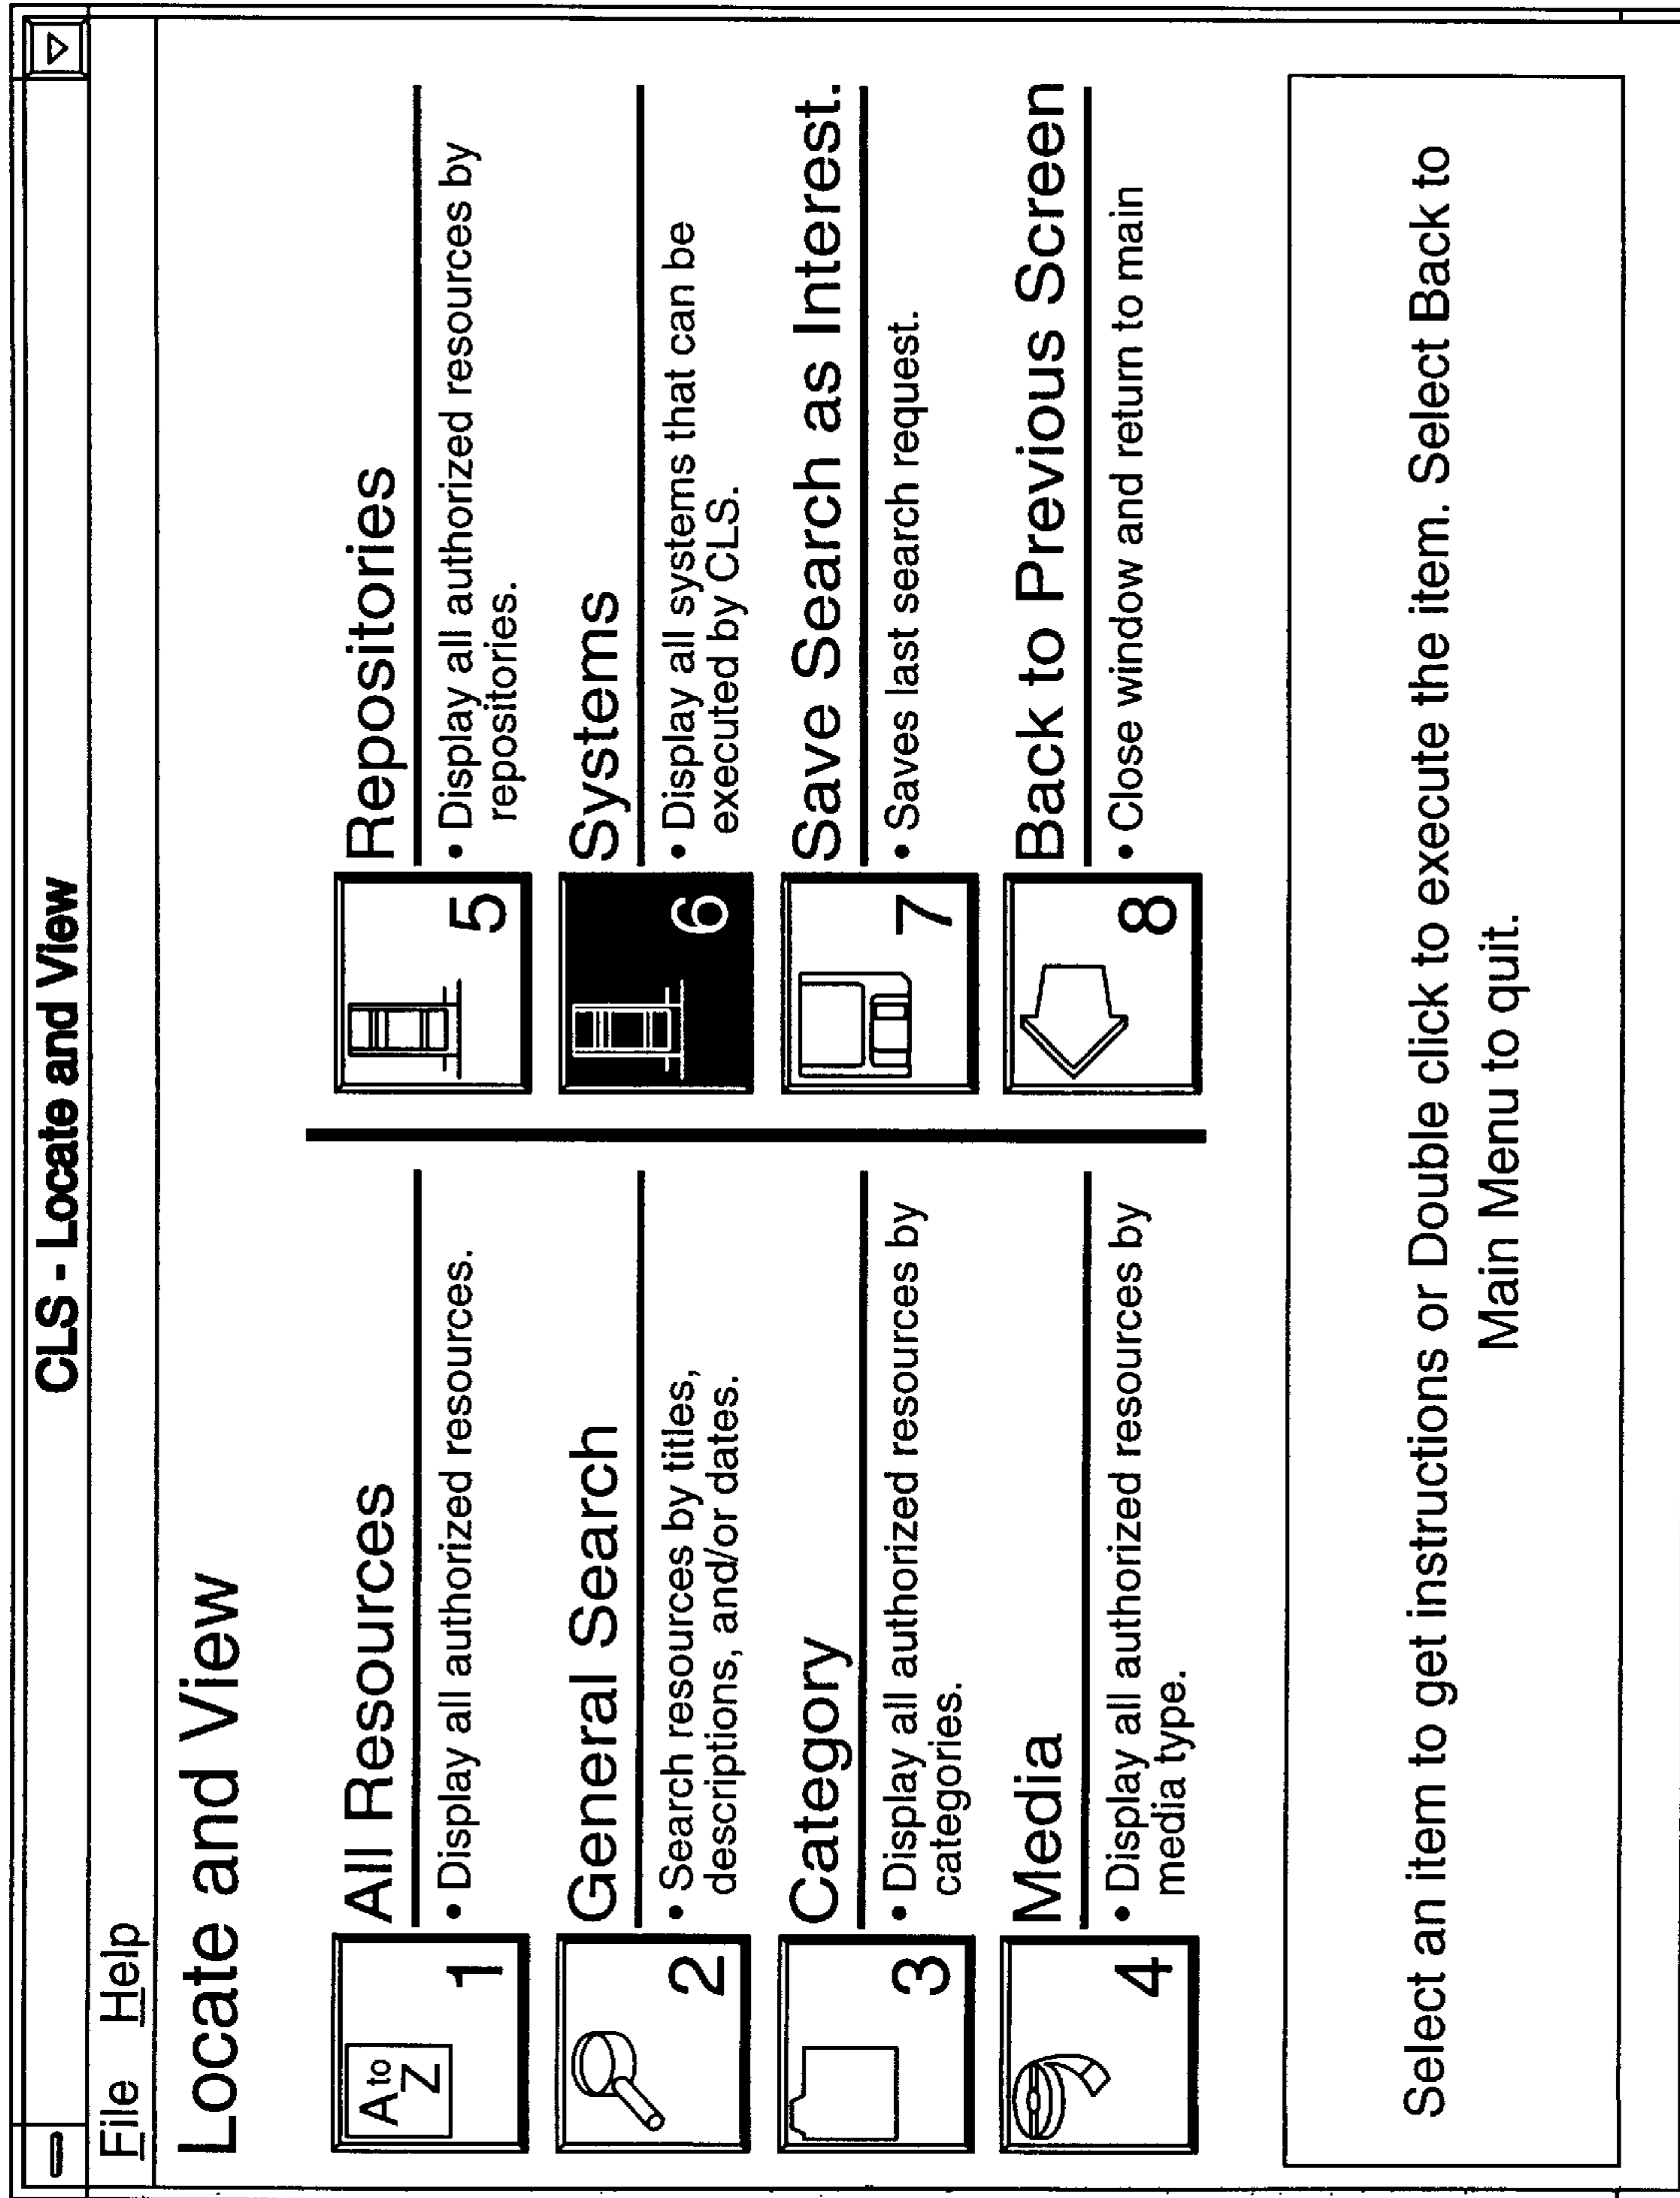 CLS - Locate and View
File Help
Locate and View
A to
Z
1
All Resources
• Display all authorized resources.
2
General Search
• Search resources by titles,
descriptions, and/or dates.
3
Category
• Display all authorized resources by
categories.
4
Media
• Display all authorized resources by
media type.
5
Repositories
• Display all authorized resources by
repositories.
6
Systems
• Display all systems that can be
executed by CLS.
7
Save Search as Interest.
• Saves last search request.
8
Back to Previous Screen
• Close window and return to main
Select an item to get instructions or Double click to execute the item. Select Back to
Main Menu to quit.